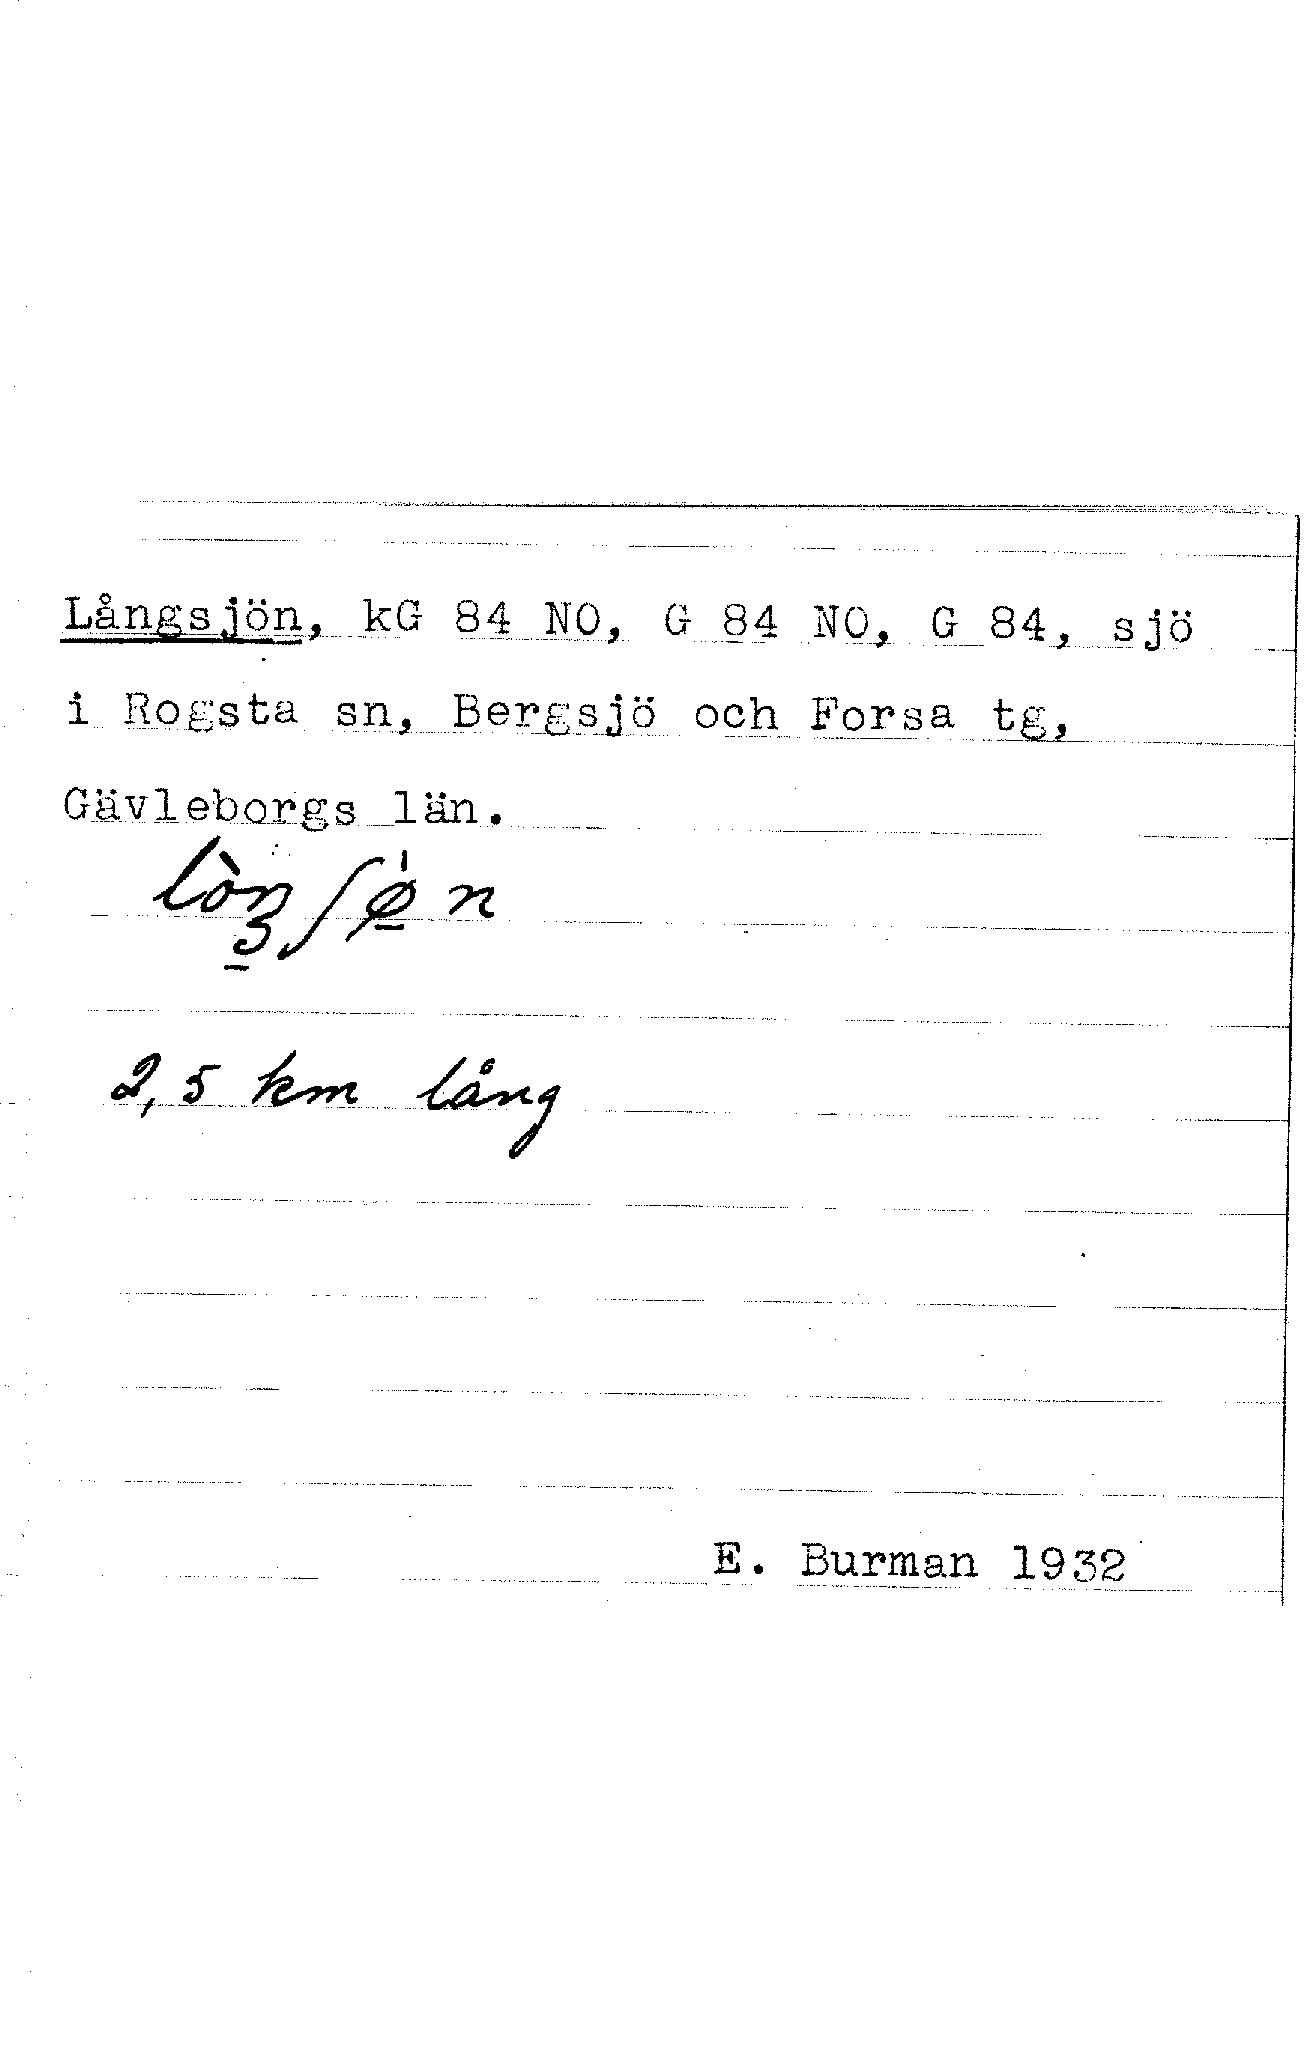 Långsjön, kG 84 NO, G 84 NO, G 84, sjö
i Rogsta sn, Bergsjö och Forsa tg,
Gävleborgs län.
2,5 km lång
E. Burman 1932